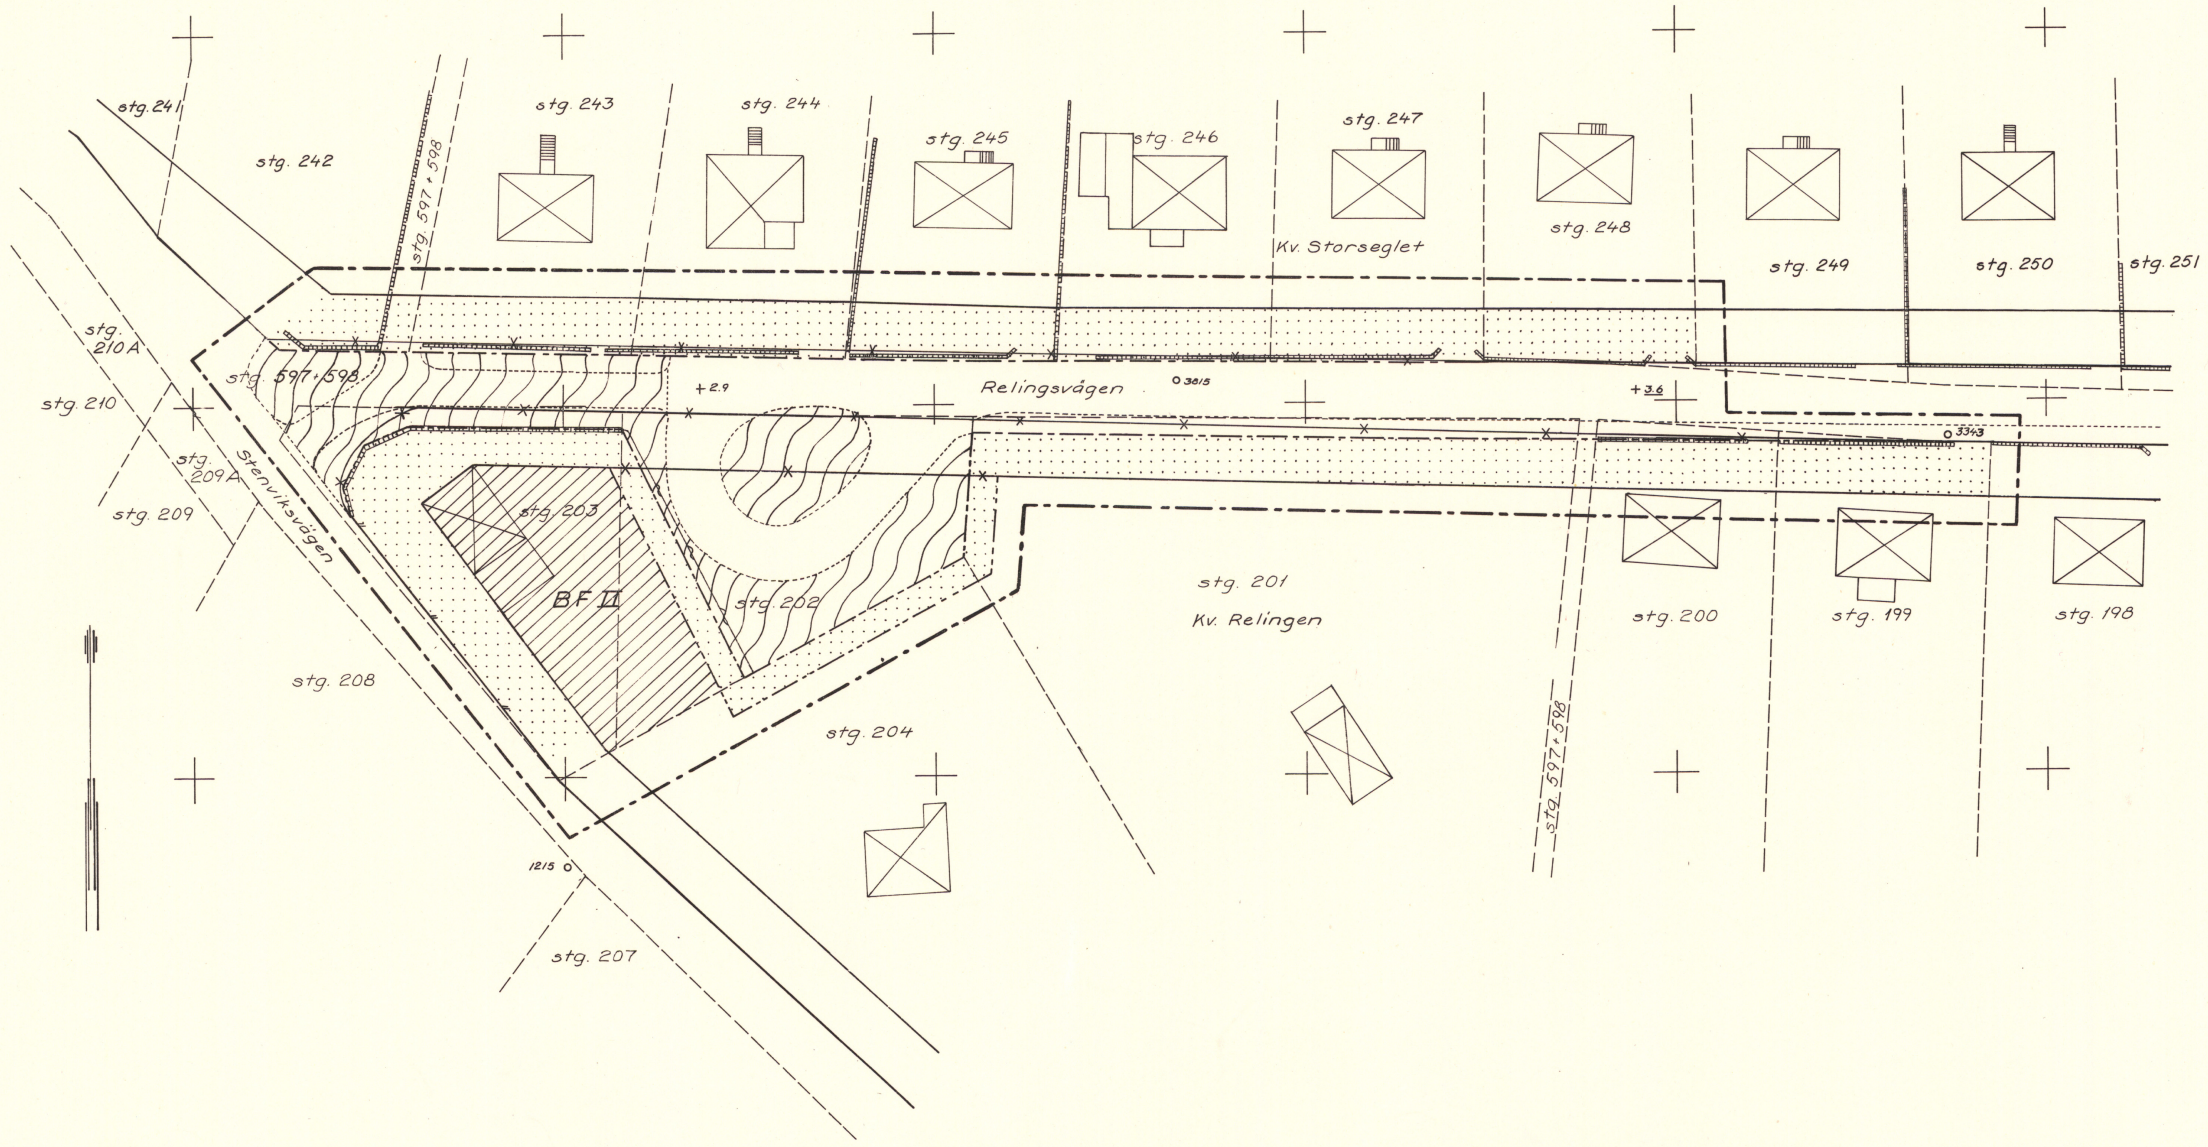 stg. 241
stg. 242
stg. 597 + 598
stg. 243
stg. 244
stg. 245
stg. 246
stg. 247
Kv. Storseglet
stg. 248
stg. 249
stg. 250
stg. 251
stg.
210 A
stg. 597 + 598
stg. 210
+ 2.9
Relingsvägen
3815
+ 3.6
3343
stg.
209 A
Stenviksvägen
stg. 209
stg. 203
BF II
stg. 202
stg. 201
Kv. Relingen
stg. 200
stg. 199
stg. 198
stg. 208
stg. 204
stg. 597 + 598
1215
stg. 207